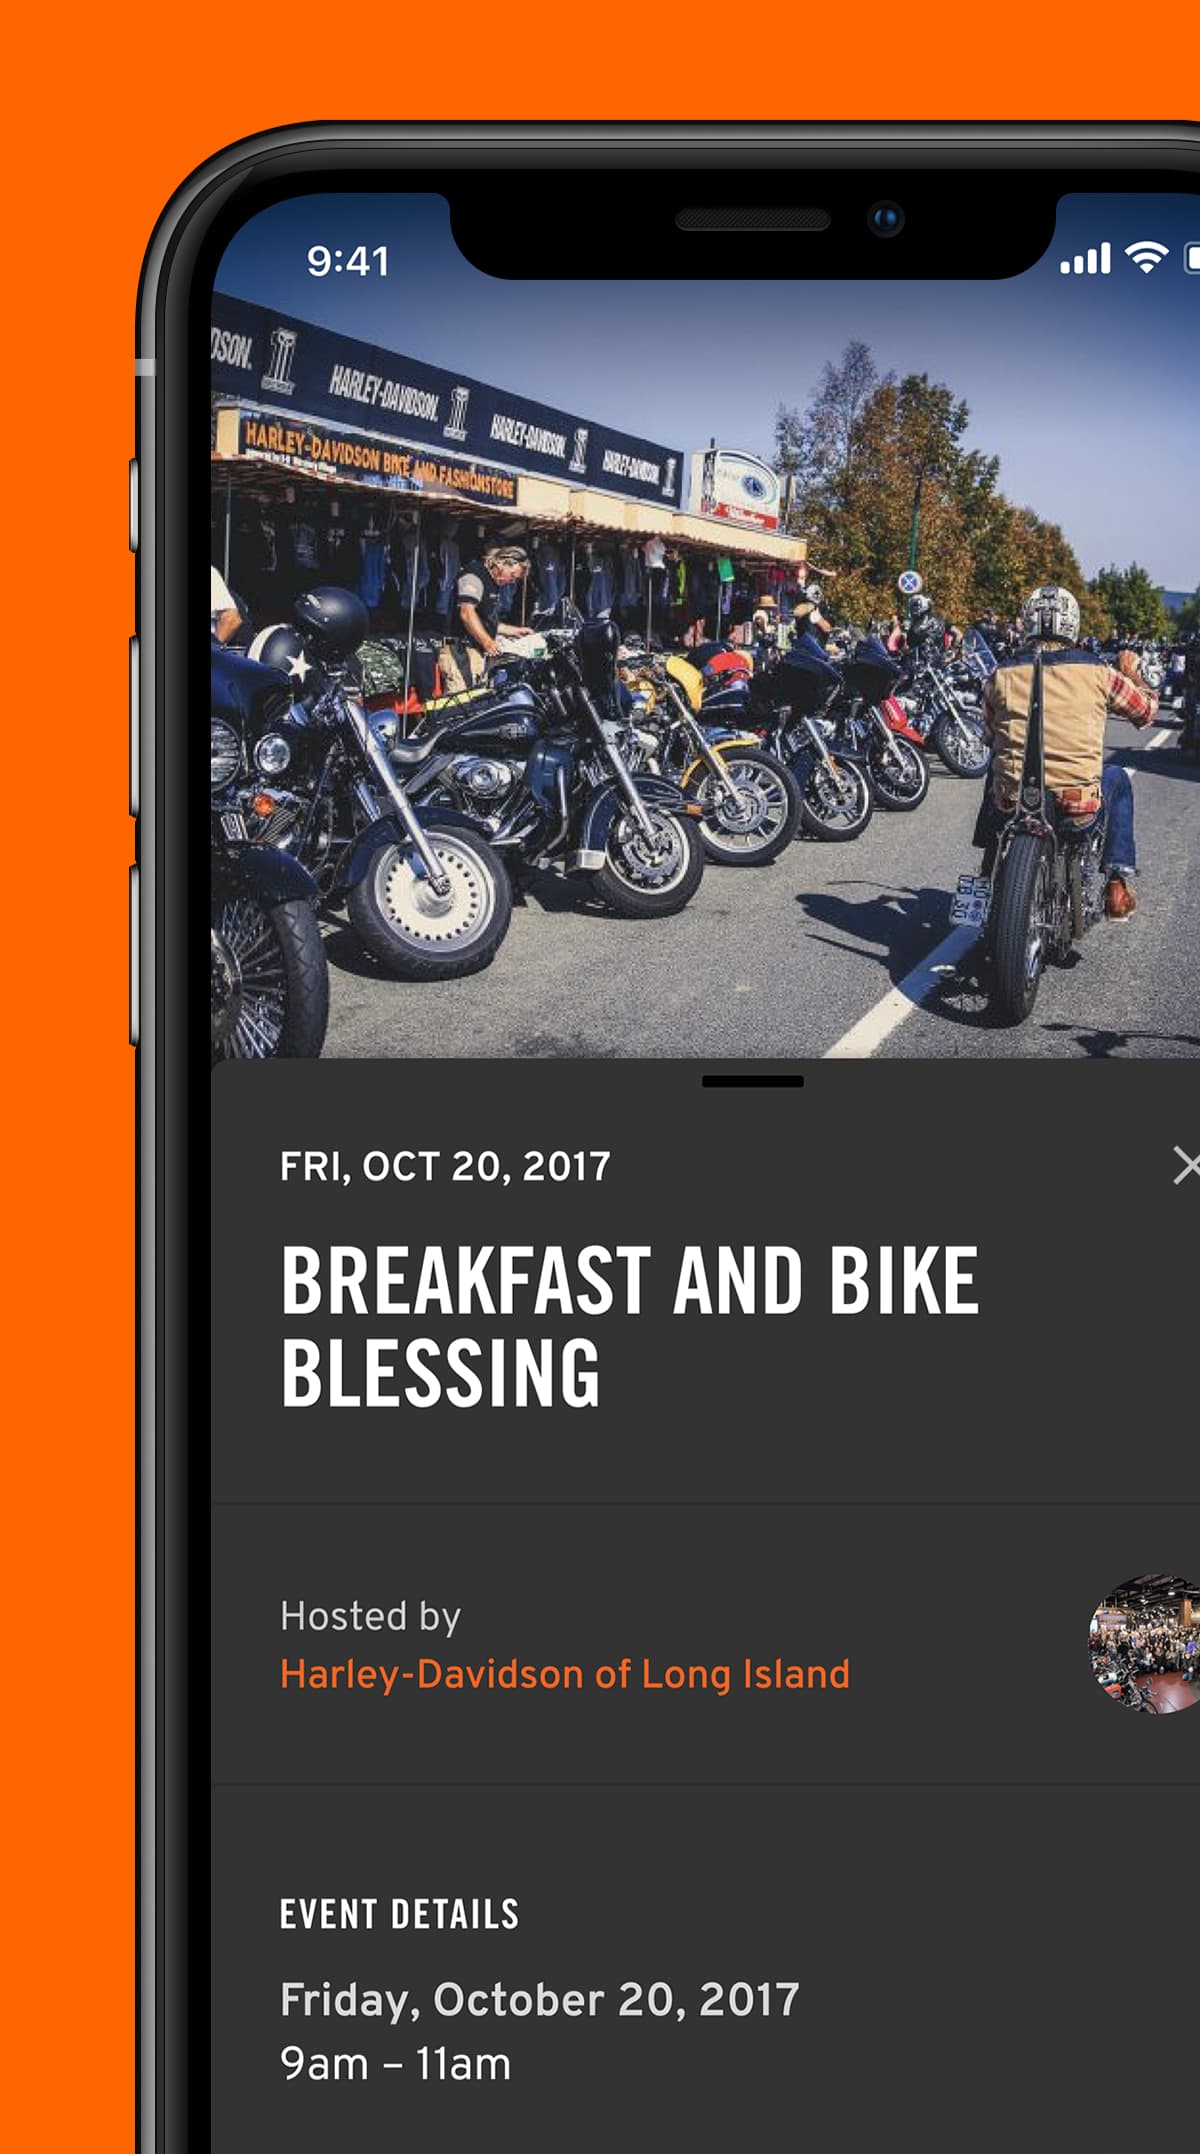 9:41
DSON.
HARLEY-DAVIDSON.
HARLEY-DAVIDSON.
HARLEY-DAVIDSON.
HARLEY-DAVIDSON BIKE AND FASHIONSTORE
FRI, OCT 20, 2017
BREAKFAST AND BIKE
BLESSING
Hosted by
Harley-Davidson of Long Island
EVENT DETAILS
Friday, October 20, 2017
9am – 11am